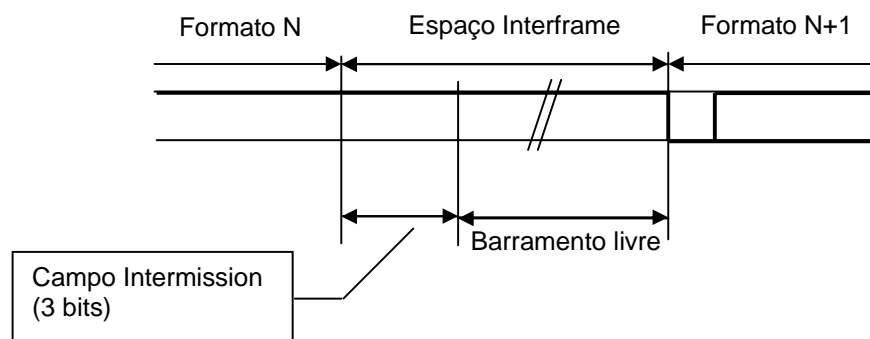 Formato N
Espaço Interframe
Formato N+1
Barramento livre
Campo Intermission
(3 bits)